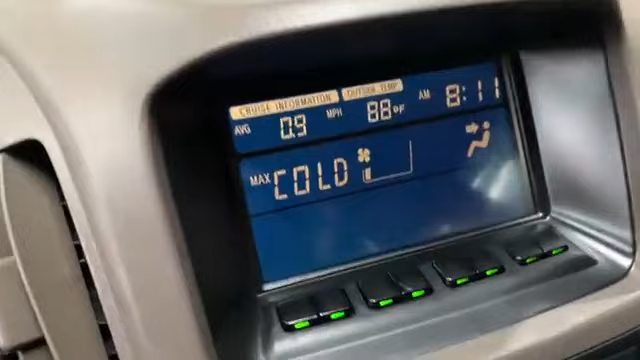 CRUISE INFORMATION OUTSIDE TEMP
AVG 0.9 MPH 88°F AM 8:11
MAX COLD